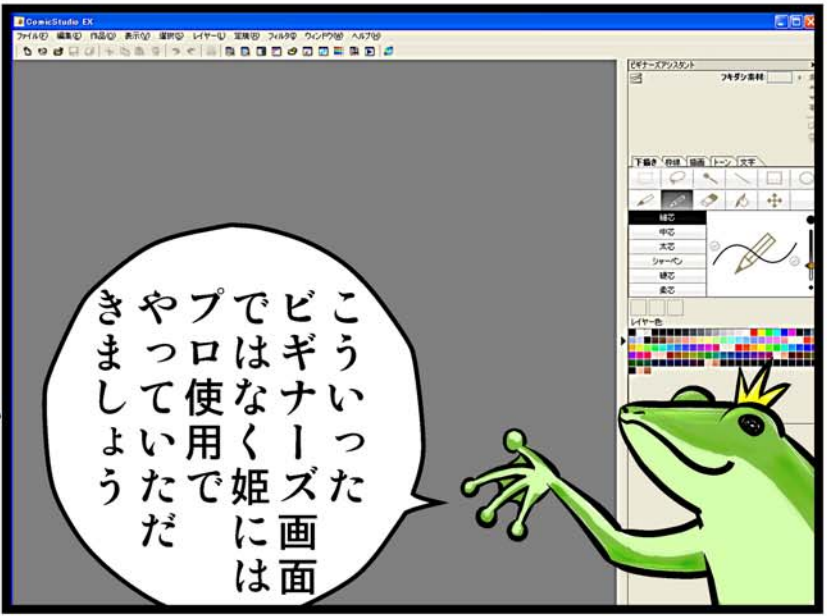 ComicStudio EX
ファイル(F) 編集(E) 作品(C) 表示(V) 選択(S) レイヤー(L) 定規(R) フィルタ(T) ウィンドウ(W) ヘルプ(H)
ビギナーズアシスタント
フキダシ素材
下描き 枠線 描画 トーン 文字
細芯
中芯
太芯
シャーペン
硬芯
柔芯
レイヤー色
こういった
ビギナーズ画面
ではなく姫には
プロ使用で
やっていただ
きましょう